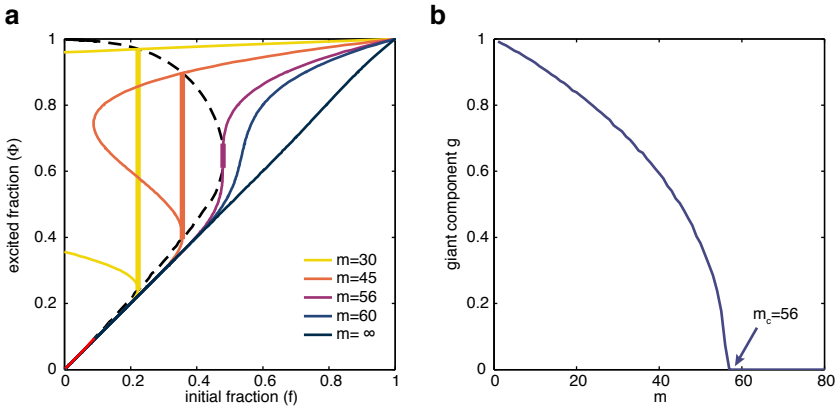 a
excited fraction (Φ)
1
0.8
0.6
0.4
0.2
0
0
0.2
0.4
0.6
0.8
1
initial fraction (f)
m=30
m=45
m=56
m=60
m= ∞
b
giant component g
1
0.8
0.6
0.4
0.2
0
0
20
40
60
80
m
m_c=56